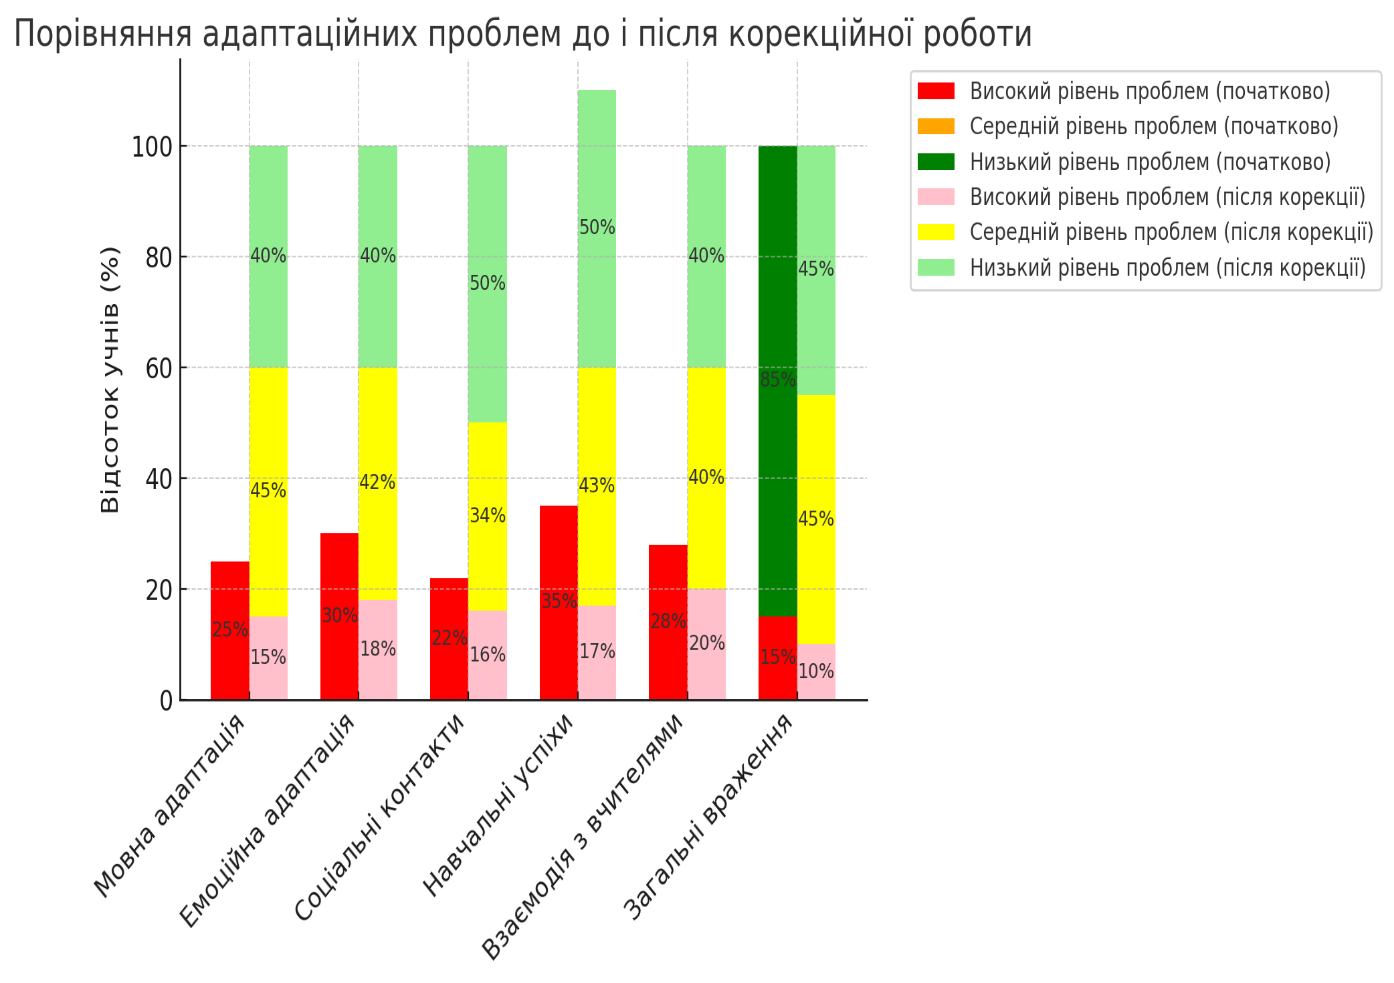 Порівняння адаптаційних проблем до і після корекційної роботи
Високий рівень проблем (початково)
Середній рівень проблем (початково)
Низький рівень проблем (початково)
Високий рівень проблем (після корекції)
Середній рівень проблем (після корекції)
Низький рівень проблем (після корекції)
Відсоток учнів (%)
100
80
60
40
20
0
25%
15%
45%
40%
30%
18%
42%
40%
22%
16%
34%
50%
35%
17%
43%
50%
28%
20%
40%
40%
15%
85%
10%
45%
45%
Мовна адаптація
Емоційна адаптація
Соціальні контакти
Навчальні успіхи
Взаємодія з вчителями
Загальні враження